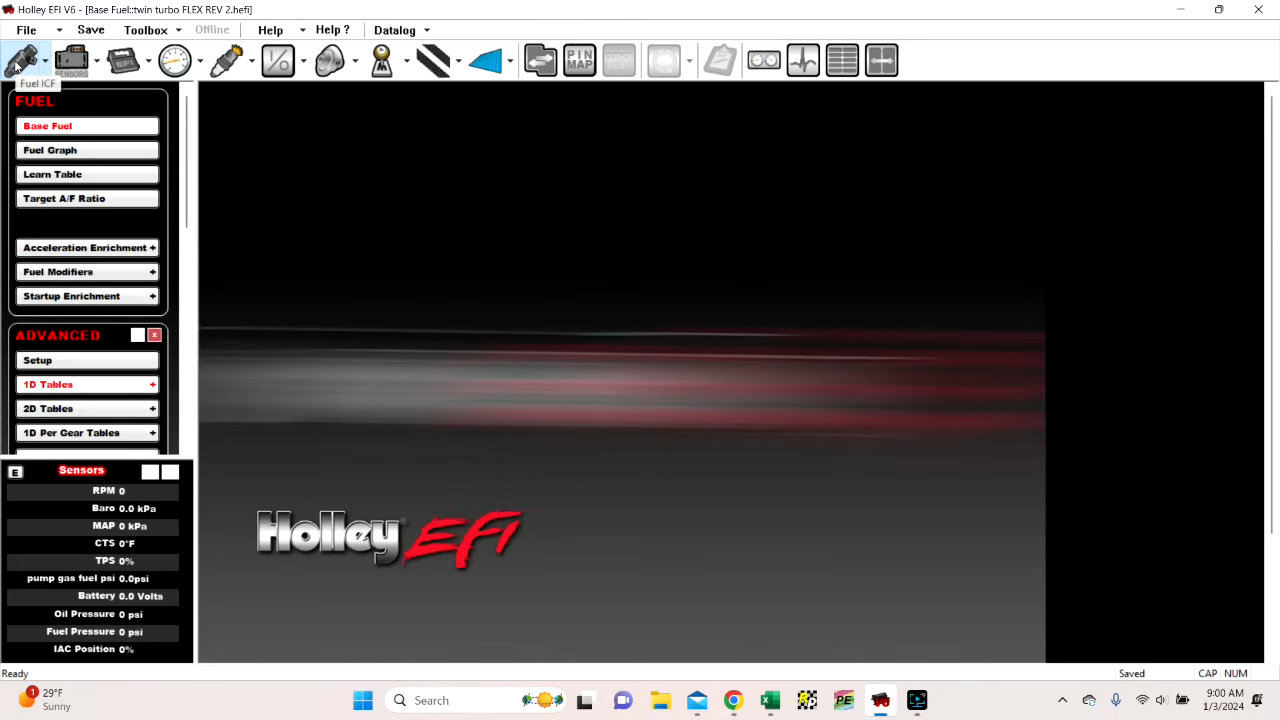 Holley EFI V6 - [Base Fuel::twin turbo FLEX REV 2.hefi]
File Save Toolbox Offline Help Help ? Datalog
SENSORS EFI I/O PIN MAP
Fuel ICF
FUEL
Base Fuel
Fuel Graph
Learn Table
Target A/F Ratio
Acceleration Enrichment +
Fuel Modifiers +
Startup Enrichment +
ADVANCED x
Setup
1D Tables +
2D Tables +
1D Per Gear Tables +
E Sensors
RPM 0
Baro 0.0 kPa
MAP 0 kPa
CTS 0°F
TPS 0%
pump gas fuel psi 0.0psi
Battery 0.0 Volts
Oil Pressure 0 psi
Fuel Pressure 0 psi
IAC Position 0%
Holley EFI
Ready Saved CAP NUM
1 29°F
Sunny
Search
PE
9:00 AM
1/3/2024